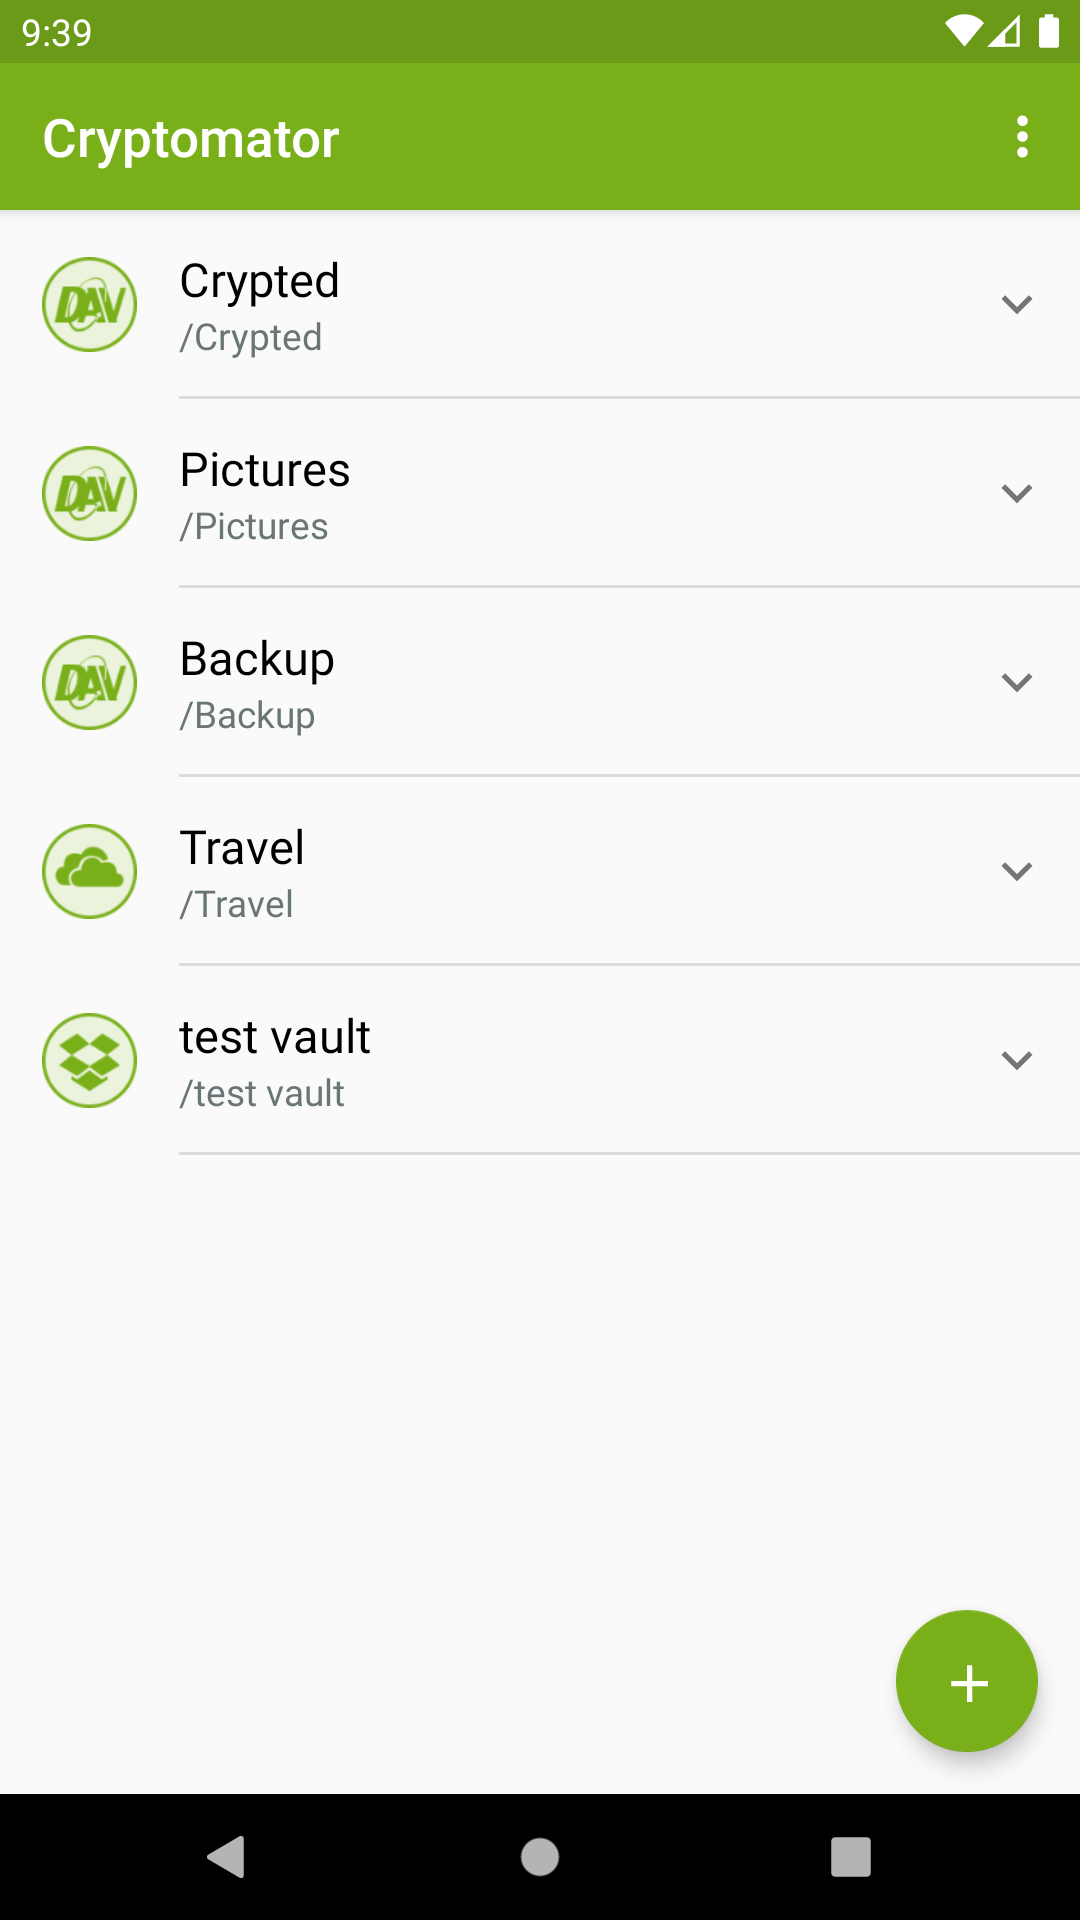 9:39
Cryptomator
DAV
Crypted
/Crypted
DAV
Pictures
/Pictures
DAV
Backup
/Backup
Travel
/Travel
test vault
/test vault